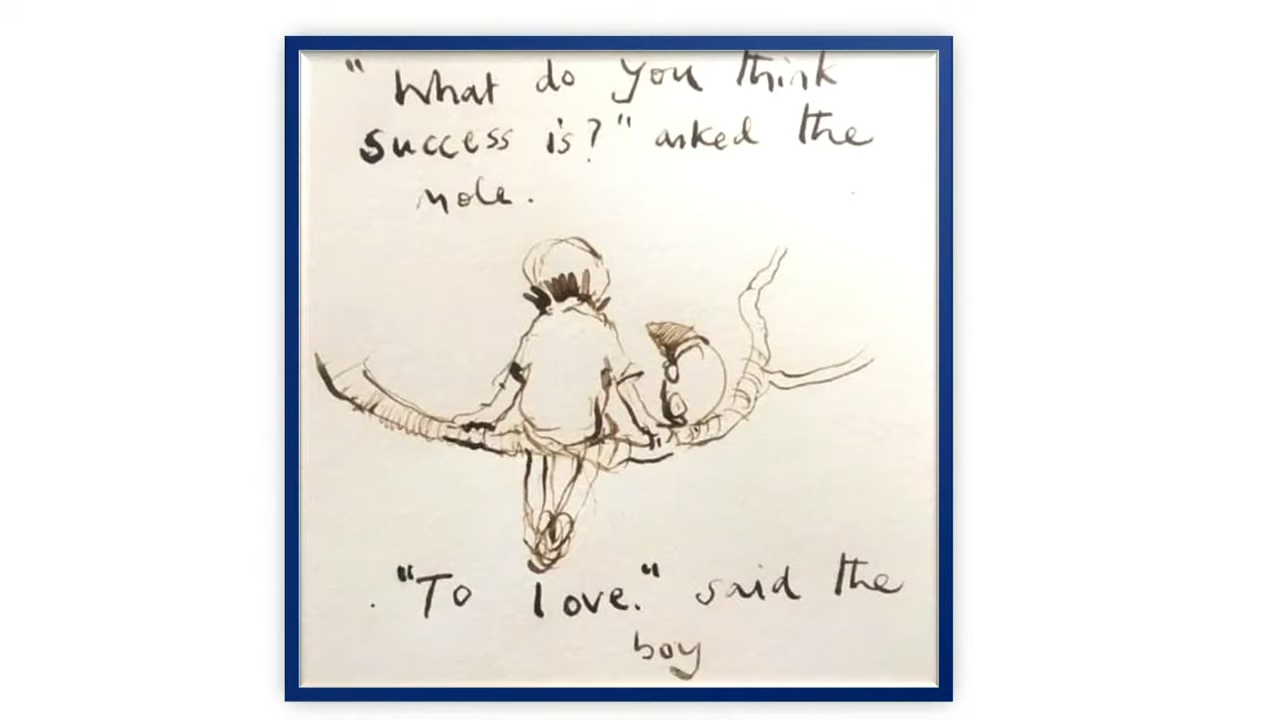 "What do you think
success is?" asked the
mole.
"To love." said the
boy